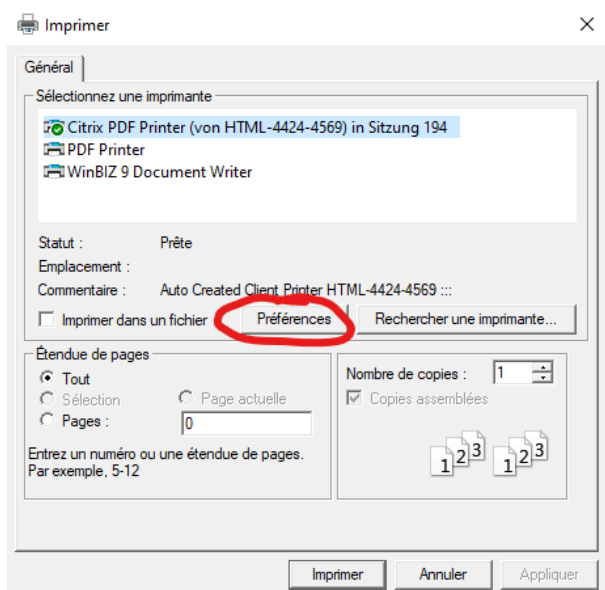 Imprimer
Général
Sélectionnez une imprimante
Citrix PDF Printer (von HTML-4424-4569) in Sitzung 194
PDF Printer
WinBIZ 9 Document Writer
Statut : Prête
Emplacement :
Commentaire : Auto Created Client Printer HTML-4424-4569 :::
Imprimer dans un fichier Préférences Rechercher une imprimante...
Étendue de pages
Tout
Sélection Page actuelle
Pages : 0
Entrez un numéro ou une étendue de pages.
Par exemple, 5-12
Nombre de copies : 1
Copies assemblées
1 2 3 1 2 3
Imprimer Annuler Appliquer